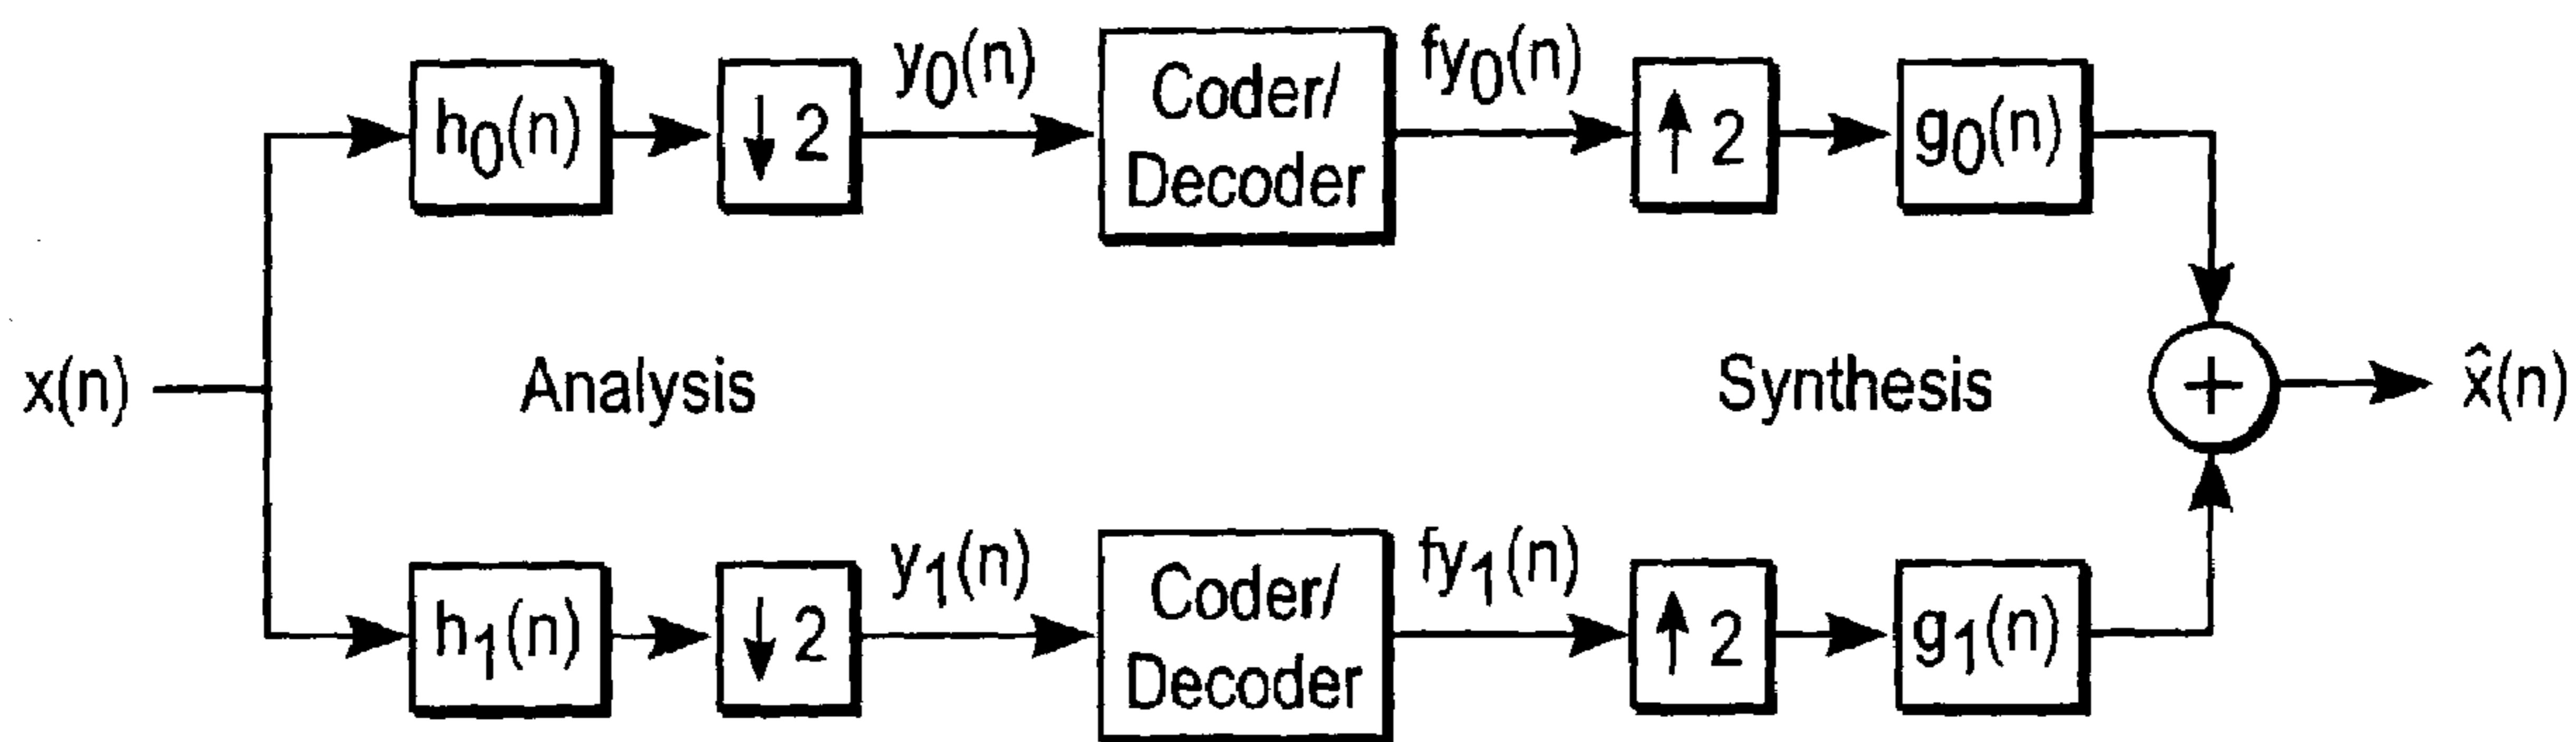 h₀(n)
↓ 2
y₀(n)
Coder/
Decoder
fy₀(n)
↑ 2
g₀(n)
x(n)
Analysis
Synthesis
+
x̂(n)
h₁(n)
↓ 2
y₁(n)
Coder/
Decoder
fy₁(n)
↑ 2
g₁(n)